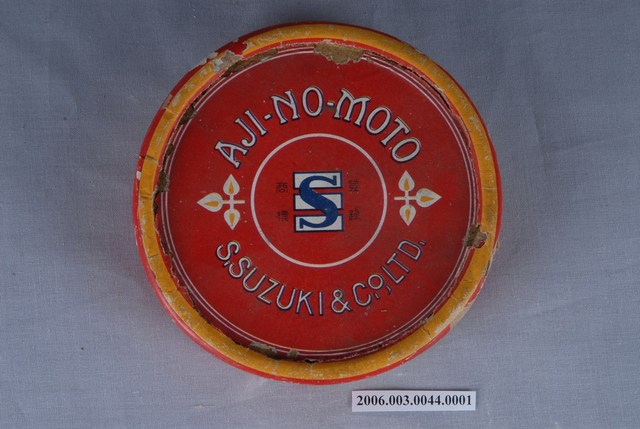 AJI-NO-MOTO
商標
S
登録
S. SUZUKI & CO., LTD.
2006.003.0044.0001